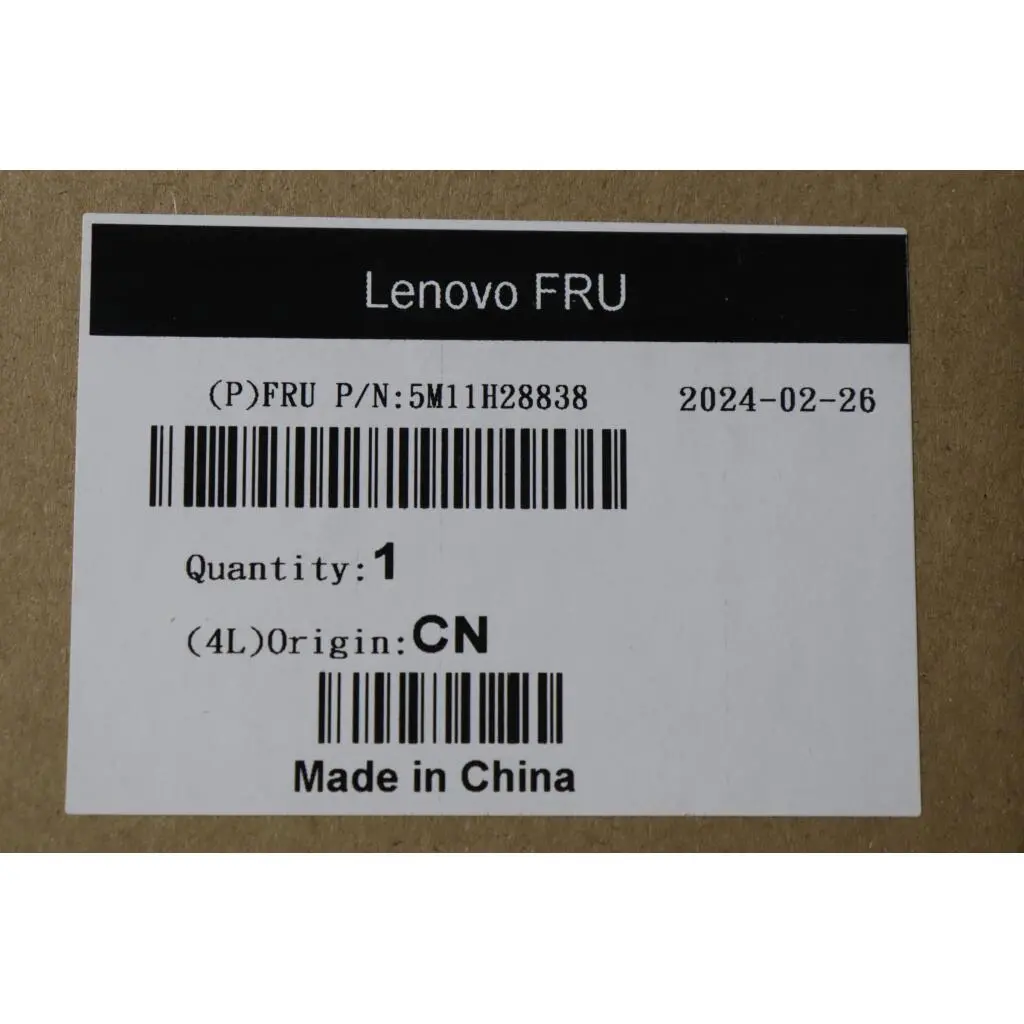 Lenovo FRU
(P)FRU P/N:5M11H28838 2024-02-26
Quantity:1
(4L)Origin:CN
Made in China